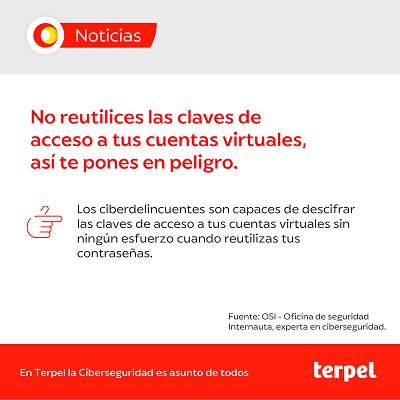 Noticias
No reutilices las claves de
acceso a tus cuentas virtuales,
así te pones en peligro.
Los ciberdelincuentes son capaces de descifrar
las claves de acceso a tus cuentas virtuales sin
ningún esfuerzo cuando reutilizas tus
contraseñas.
Fuente: OSI - Oficina de seguridad
Internauta, experta en ciberseguridad.
En Terpel la Ciberseguridad es asunto de todos
terpel